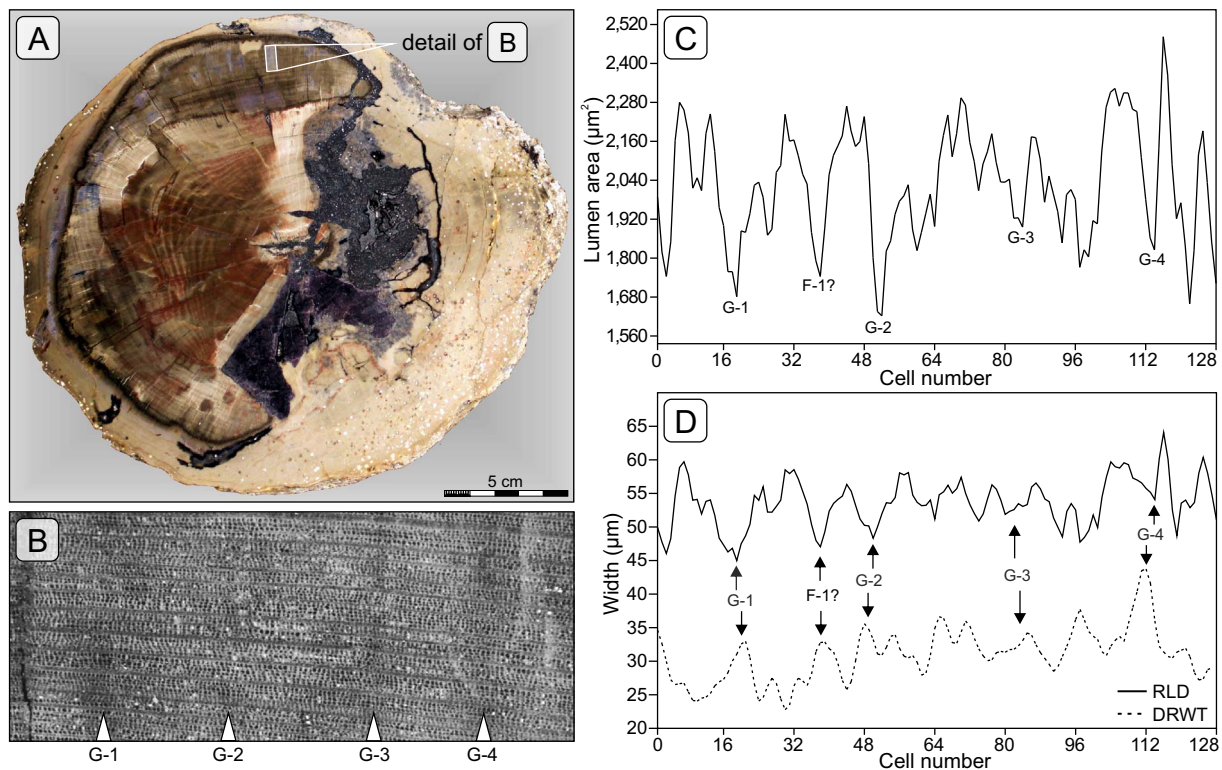 A
detail of B
5 cm
B
G-1 G-2 G-3 G-4
C
Lumen area (µm²)
2,520
2,400
2,280
2,160
2,040
1,920
1,800
1,680
1,560
G-1
F-1?
G-2
G-3
G-4
0 16 32 48 64 80 96 112 128
Cell number
D
Width (µm)
65
60
55
50
45
40
35
30
25
20
G-1
F-1?
G-2
G-3
G-4
RLD
DRWT
0 16 32 48 64 80 96 112 128
Cell number